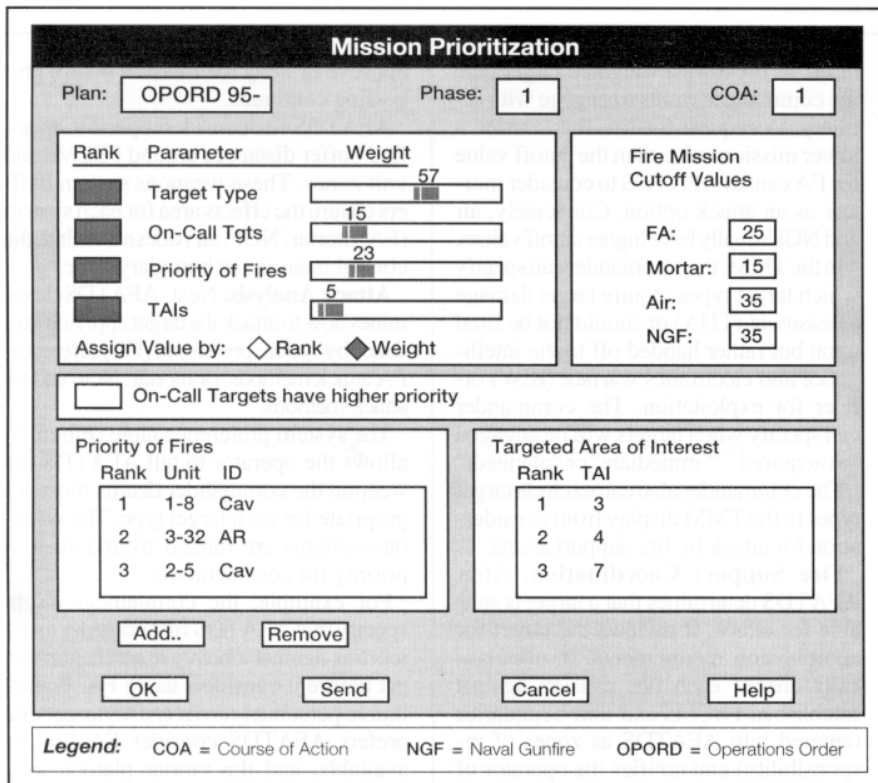 Mission Prioritization
Plan: OPORD 95- Phase: 1 COA: 1
Rank Parameter Weight
Target Type 57
On-Call Tgts 15
Priority of Fires 23
TAIs 5
Assign Value by: Rank Weight
Fire Mission
Cutoff Values
FA: 25
Mortar: 15
Air: 35
NGF: 35
On-Call Targets have higher priority
Priority of Fires
Rank Unit ID
1 1-8 Cav
2 3-32 AR
3 2-5 Cav
Targeted Area of Interest
Rank TAI
1 3
2 4
3 7
Add.. Remove
OK Send Cancel Help
Legend: COA = Course of Action NGF = Naval Gunfire OPORD = Operations Order